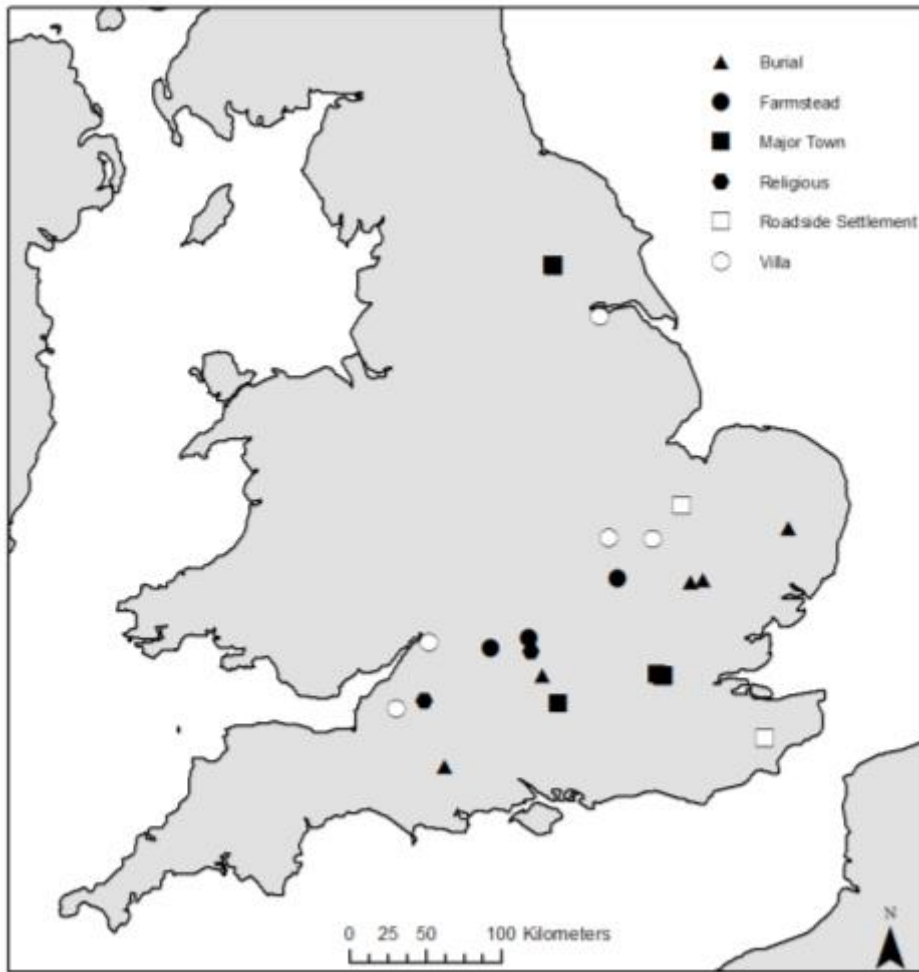 Burial
Farmstead
Major Town
Religious
Roadside Settlement
Villa
0 25 50 100 Kilometers
N